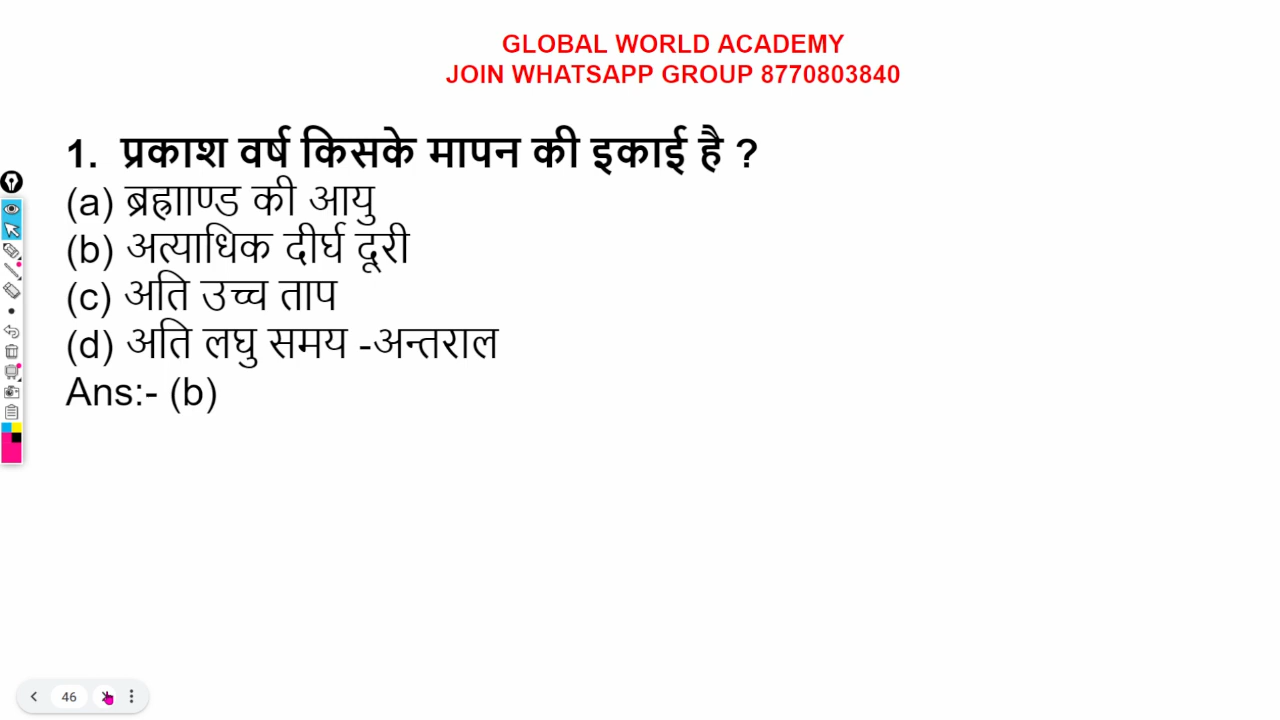 GLOBAL WORLD ACADEMY
JOIN WHATSAPP GROUP 8770803840
1. प्रकाश वर्ष किसके मापन की इकाई है ?
(a) ब्रह्मााण्ड की आयु
(b) अत्याधिक दीर्घ दूरी
(c) अति उच्च ताप
(d) अति लघु समय -अन्तराल
Ans:- (b)
46